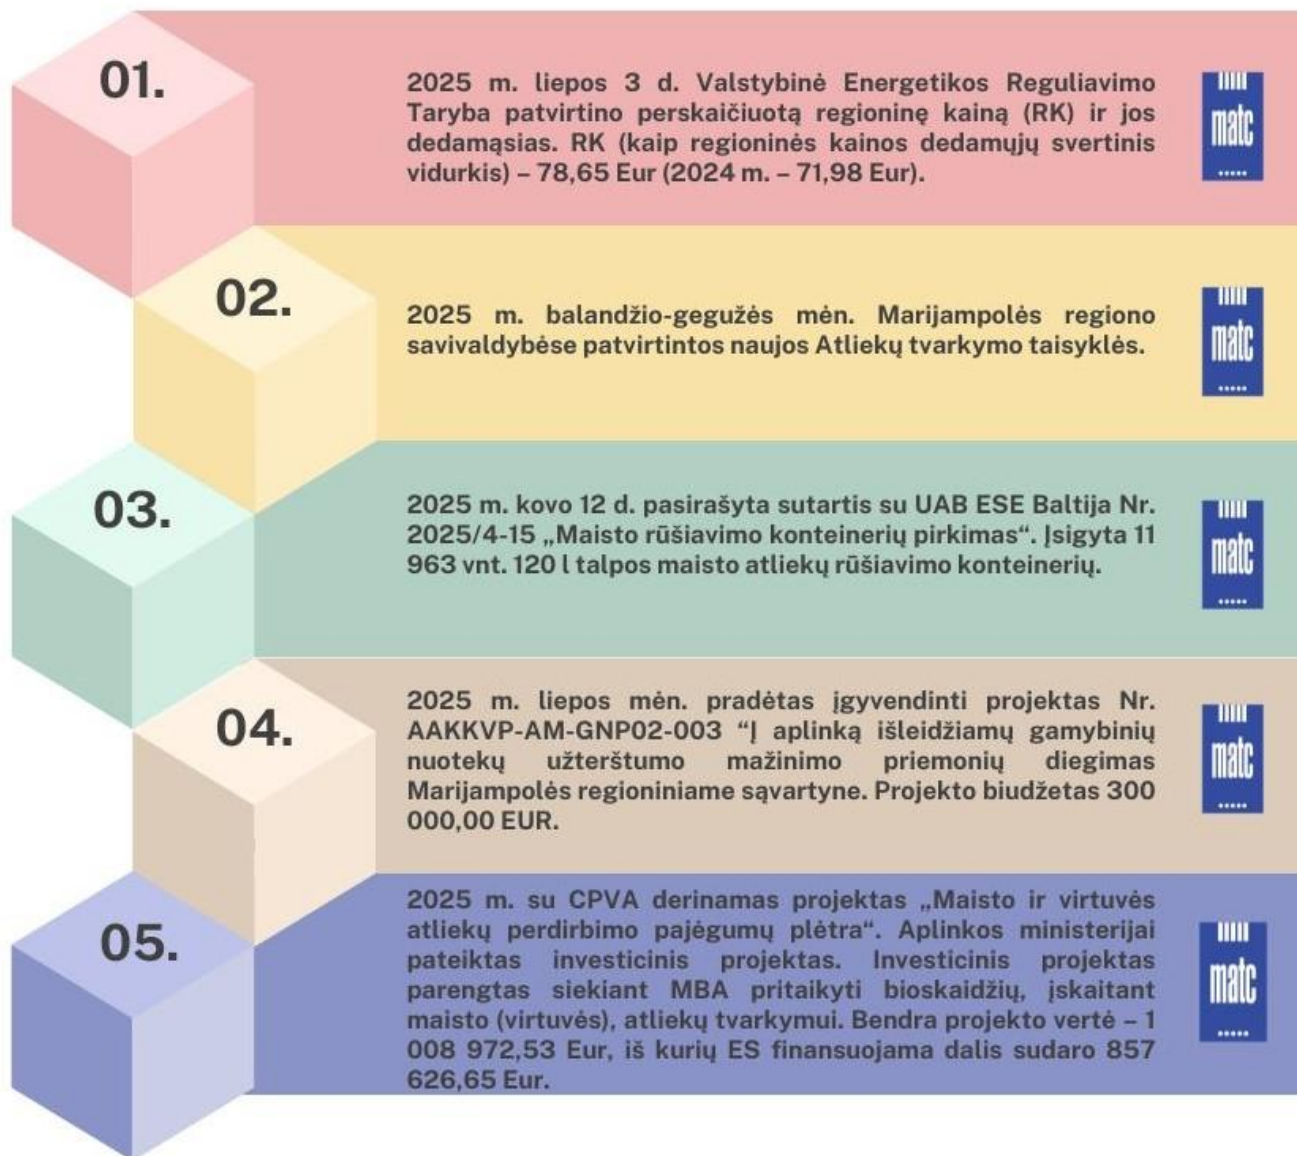 01.
2025 m. liepos 3 d. Valstybinė Energetikos Reguliavimo
Taryba patvirtino perskaičiuotą regioninę kainą (RK) ir jos
dedamąsias. RK (kaip regioninės kainos dedamųjų svertinis
vidurkis) – 78,65 Eur (2024 m. – 71,98 Eur).
matc
02.
2025 m. balandžio-gegužės mėn. Marijampolės regiono
savivaldybėse patvirtintos naujos Atliekų tvarkymo taisyklės.
matc
03.
2025 m. kovo 12 d. pasirašyta sutartis su UAB ESE Baltija Nr.
2025/4-15 „Maisto rūšiavimo konteinerių pirkimas“. Įsigyta 11
963 vnt. 120 l talpos maisto atliekų rūšiavimo konteinerių.
matc
04.
2025 m. liepos mėn. pradėtas įgyvendinti projektas Nr.
AAKKVP-AM-GNP02-003 “Į aplinką išleidžiamų gamybinių
nuotekų užterštumo mažinimo priemonių diegimas
Marijampolės regioniniame sąvartyne. Projekto biudžetas 300
000,00 EUR.
matc
05.
2025 m. su CPVA derinamas projektas „Maisto ir virtuvės
atliekų perdirbimo pajėgumų plėtra“. Aplinkos ministerijai
pateiktas investicinis projektas. Investicinis projektas
parengtas siekiant MBA pritaikyti bioskaidžių, įskaitant
maisto (virtuvės), atliekų tvarkymui. Bendra projekto vertė – 1
008 972,53 Eur, iš kurių ES finansuojama dalis sudaro 857
626,65 Eur.
matc